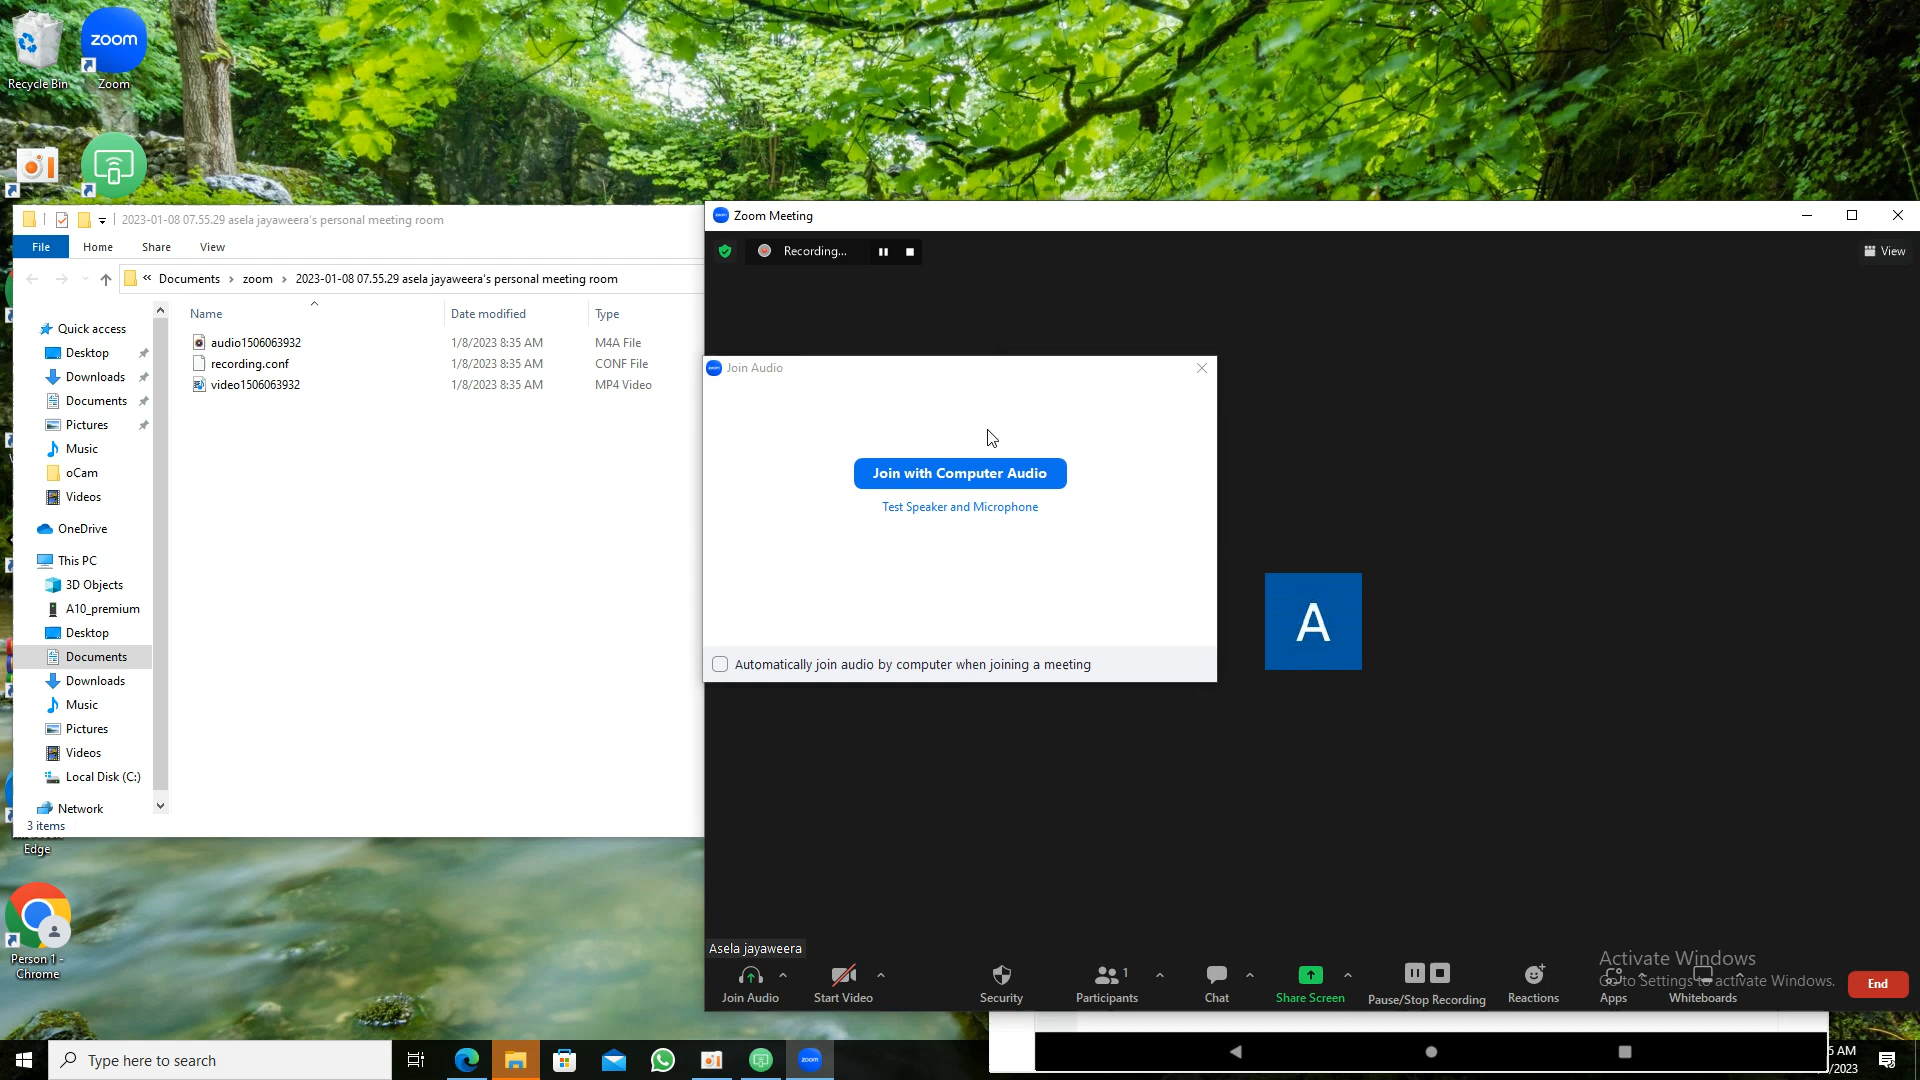 Recycle Bin
zoom
Zoom
2023-01-08 07.55.29 asela jayaweera's personal meeting room
File Home Share View
« Documents › zoom › 2023-01-08 07.55.29 asela jayaweera's personal meeting room
Name Date modified Type
audio1506063932 1/8/2023 8:35 AM M4A File
recording.conf 1/8/2023 8:35 AM CONF File
video1506063932 1/8/2023 8:35 AM MP4 Video
Quick access
Desktop
Downloads
Documents
Pictures
Music
oCam
Videos
OneDrive
This PC
3D Objects
A10_premium
Desktop
Documents
Downloads
Music
Pictures
Videos
Local Disk (C:)
Network
3 items
Edge
Person 1 -
Chrome
Zoom Meeting
Recording...
View
Join Audio
Join with Computer Audio
Test Speaker and Microphone
Automatically join audio by computer when joining a meeting
A
Asela jayaweera
Join Audio
Start Video
Security
Participants 1
Chat
Share Screen
Pause/Stop Recording
Reactions
Apps
Whiteboards
End
Activate Windows
Go to Settings to activate Windows.
Type here to search
zoom
5 AM
/2023